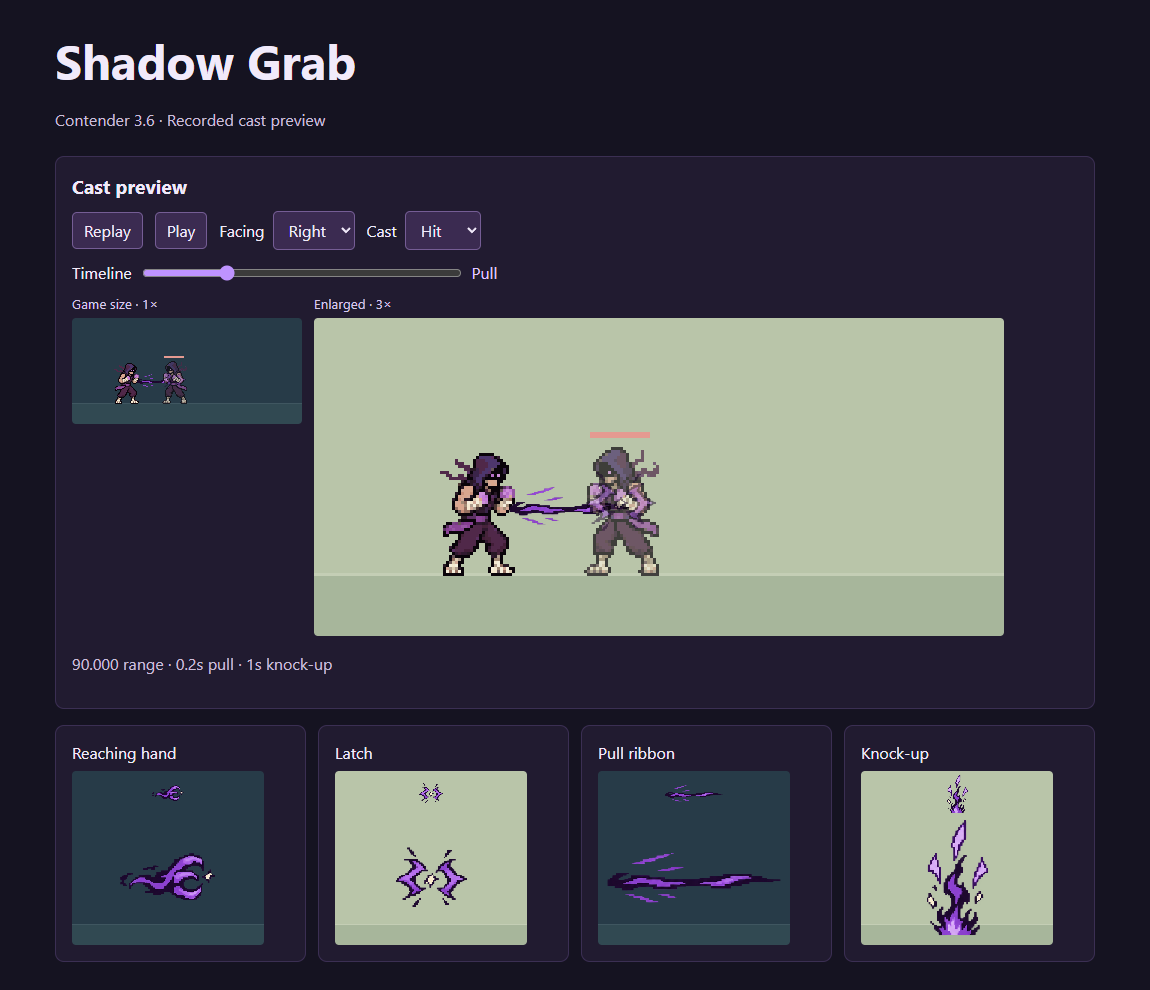 Shadow Grab
Contender 3.6 · Recorded cast preview
Cast preview
Replay Play Facing Right Cast Hit
Timeline Pull
Game size · 1× Enlarged · 3×
90.000 range · 0.2s pull · 1s knock-up
Reaching hand Latch Pull ribbon Knock-up